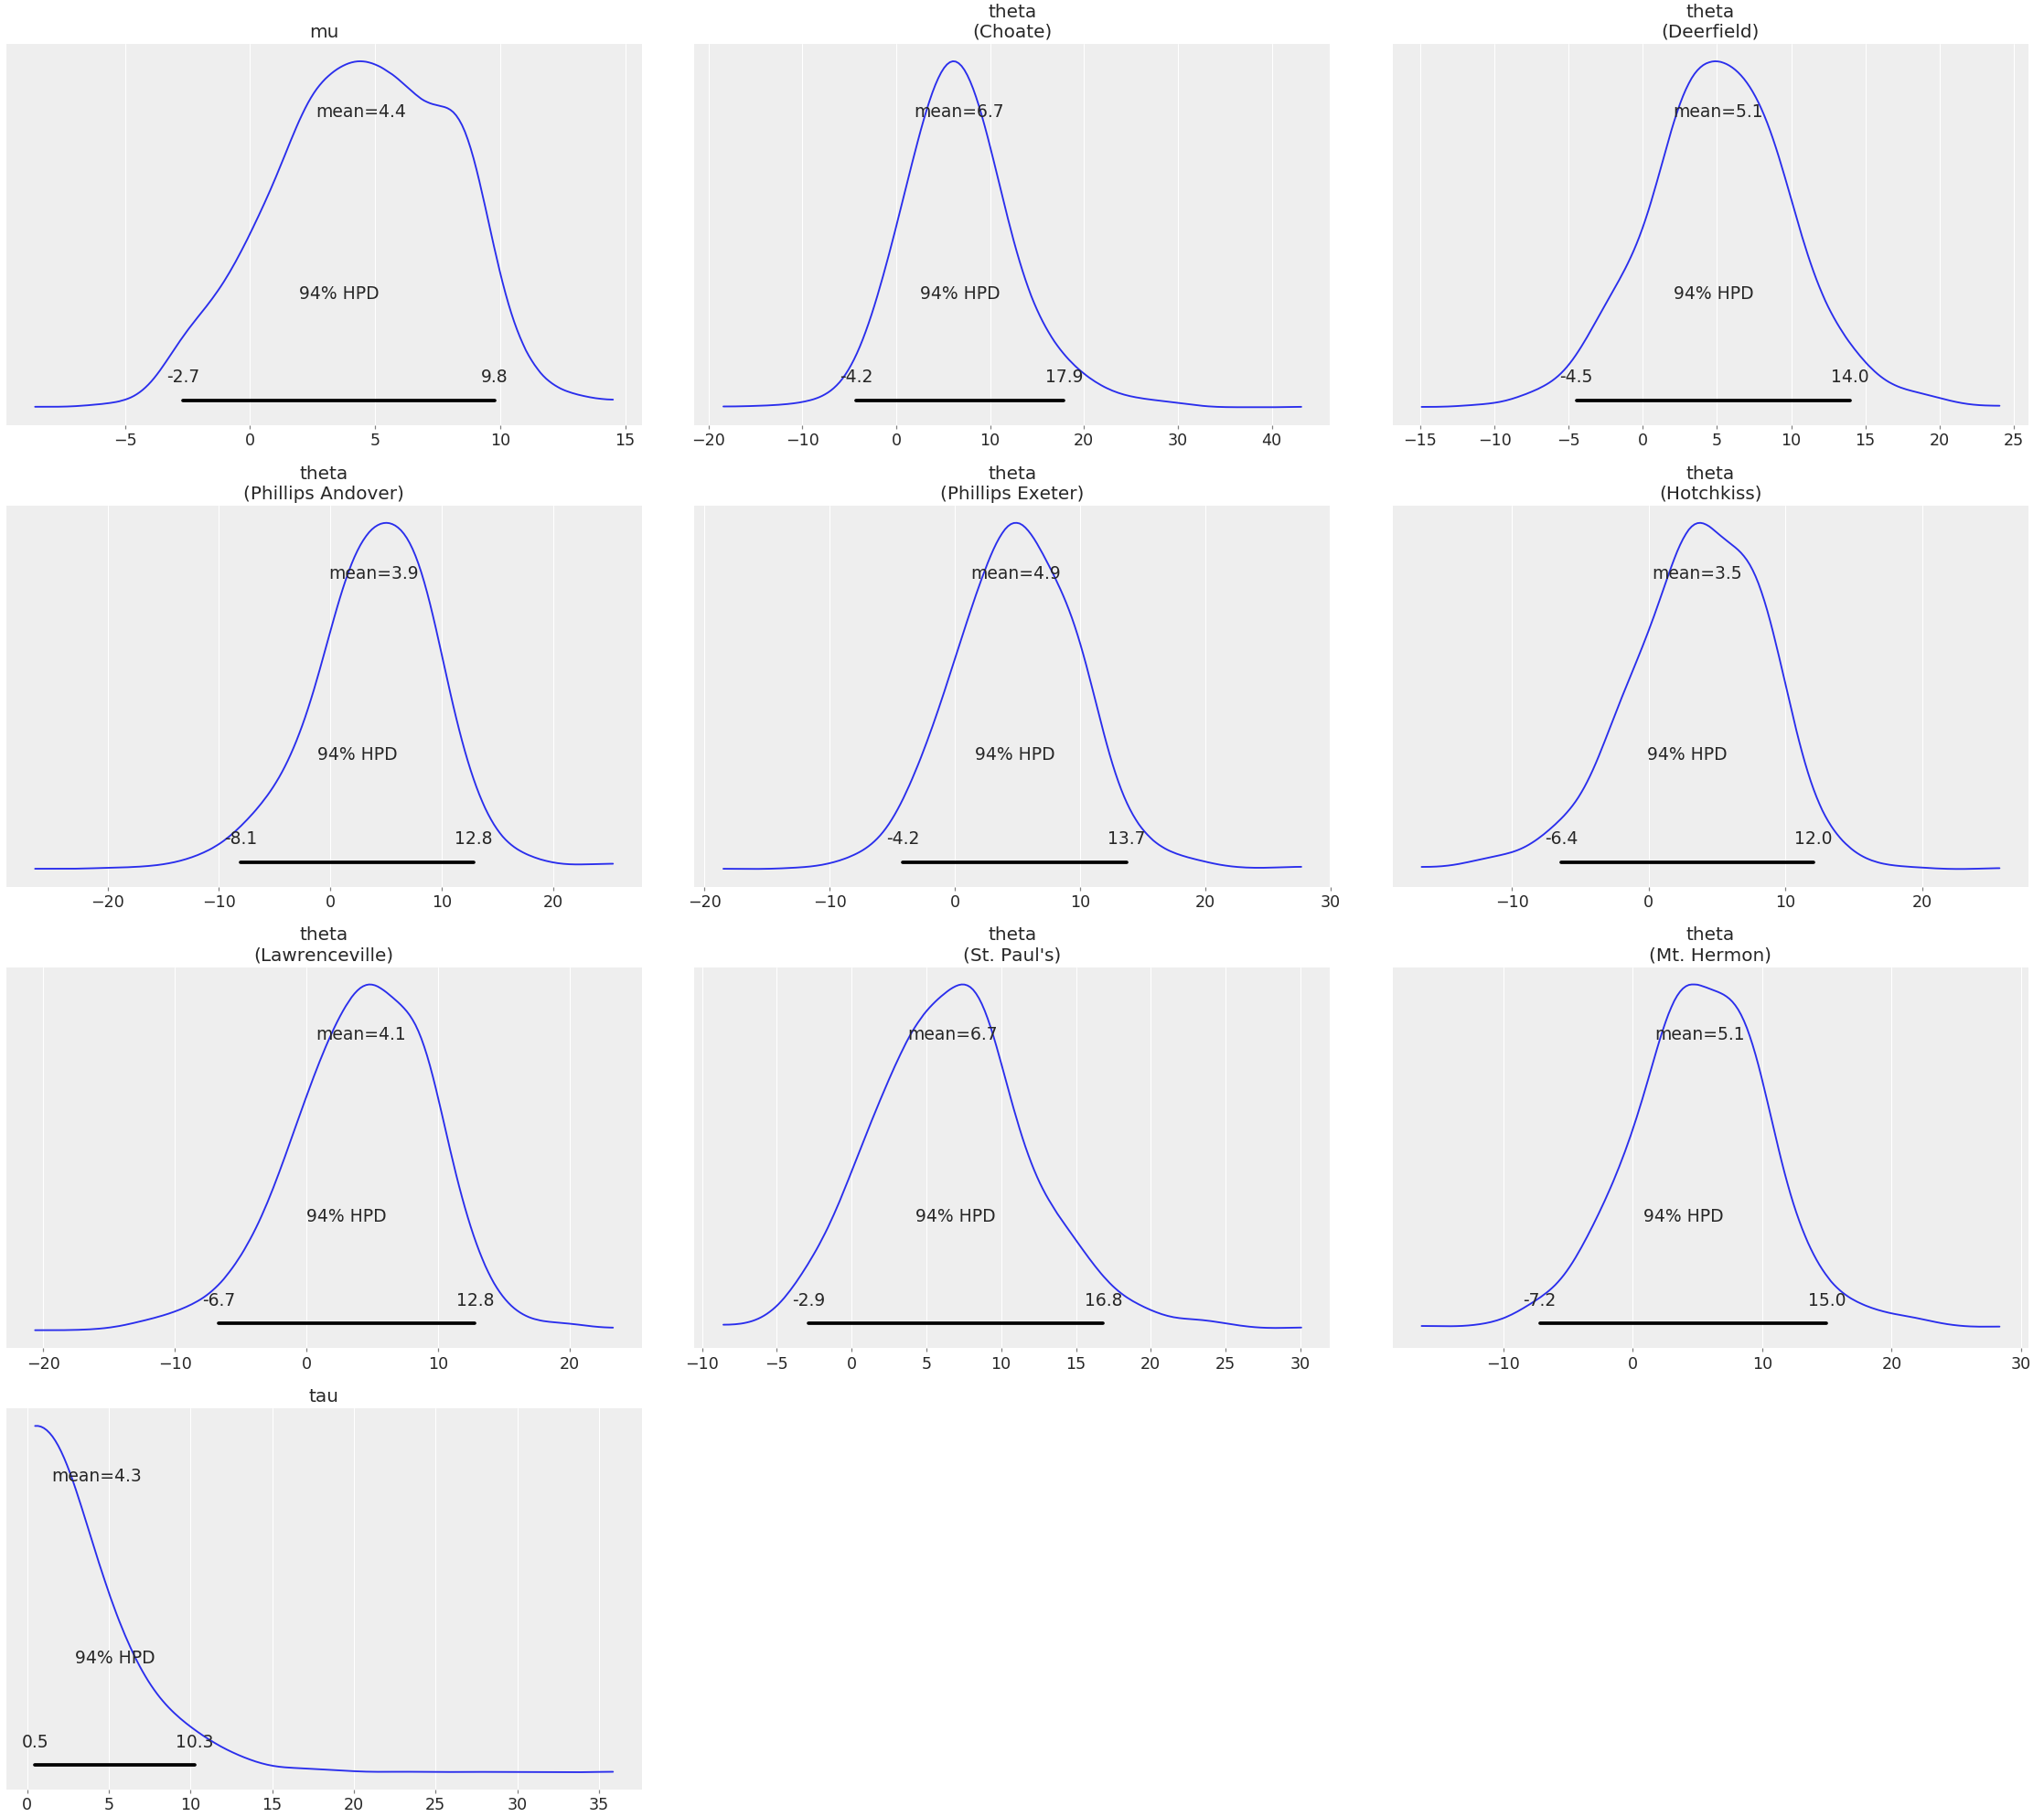 mu
mean=4.4
94% HPD
-2.7 9.8
−5 0 5 10 15
theta
(Choate)
mean=6.7
94% HPD
-4.2 17.9
−20 −10 0 10 20 30 40
theta
(Deerfield)
mean=5.1
94% HPD
-4.5 14.0
−15 −10 −5 0 5 10 15 20 25
theta
(Phillips Andover)
mean=3.9
94% HPD
-8.1 12.8
−20 −10 0 10 20
theta
(Phillips Exeter)
mean=4.9
94% HPD
-4.2 13.7
−20 −10 0 10 20 30
theta
(Hotchkiss)
mean=3.5
94% HPD
-6.4 12.0
−10 0 10 20
theta
(Lawrenceville)
mean=4.1
94% HPD
-6.7 12.8
−20 −10 0 10 20
theta
(St. Paul's)
mean=6.7
94% HPD
-2.9 16.8
−10 −5 0 5 10 15 20 25 30
theta
(Mt. Hermon)
mean=5.1
94% HPD
-7.2 15.0
−10 0 10 20 30
tau
mean=4.3
94% HPD
0.5 10.3
0 5 10 15 20 25 30 35